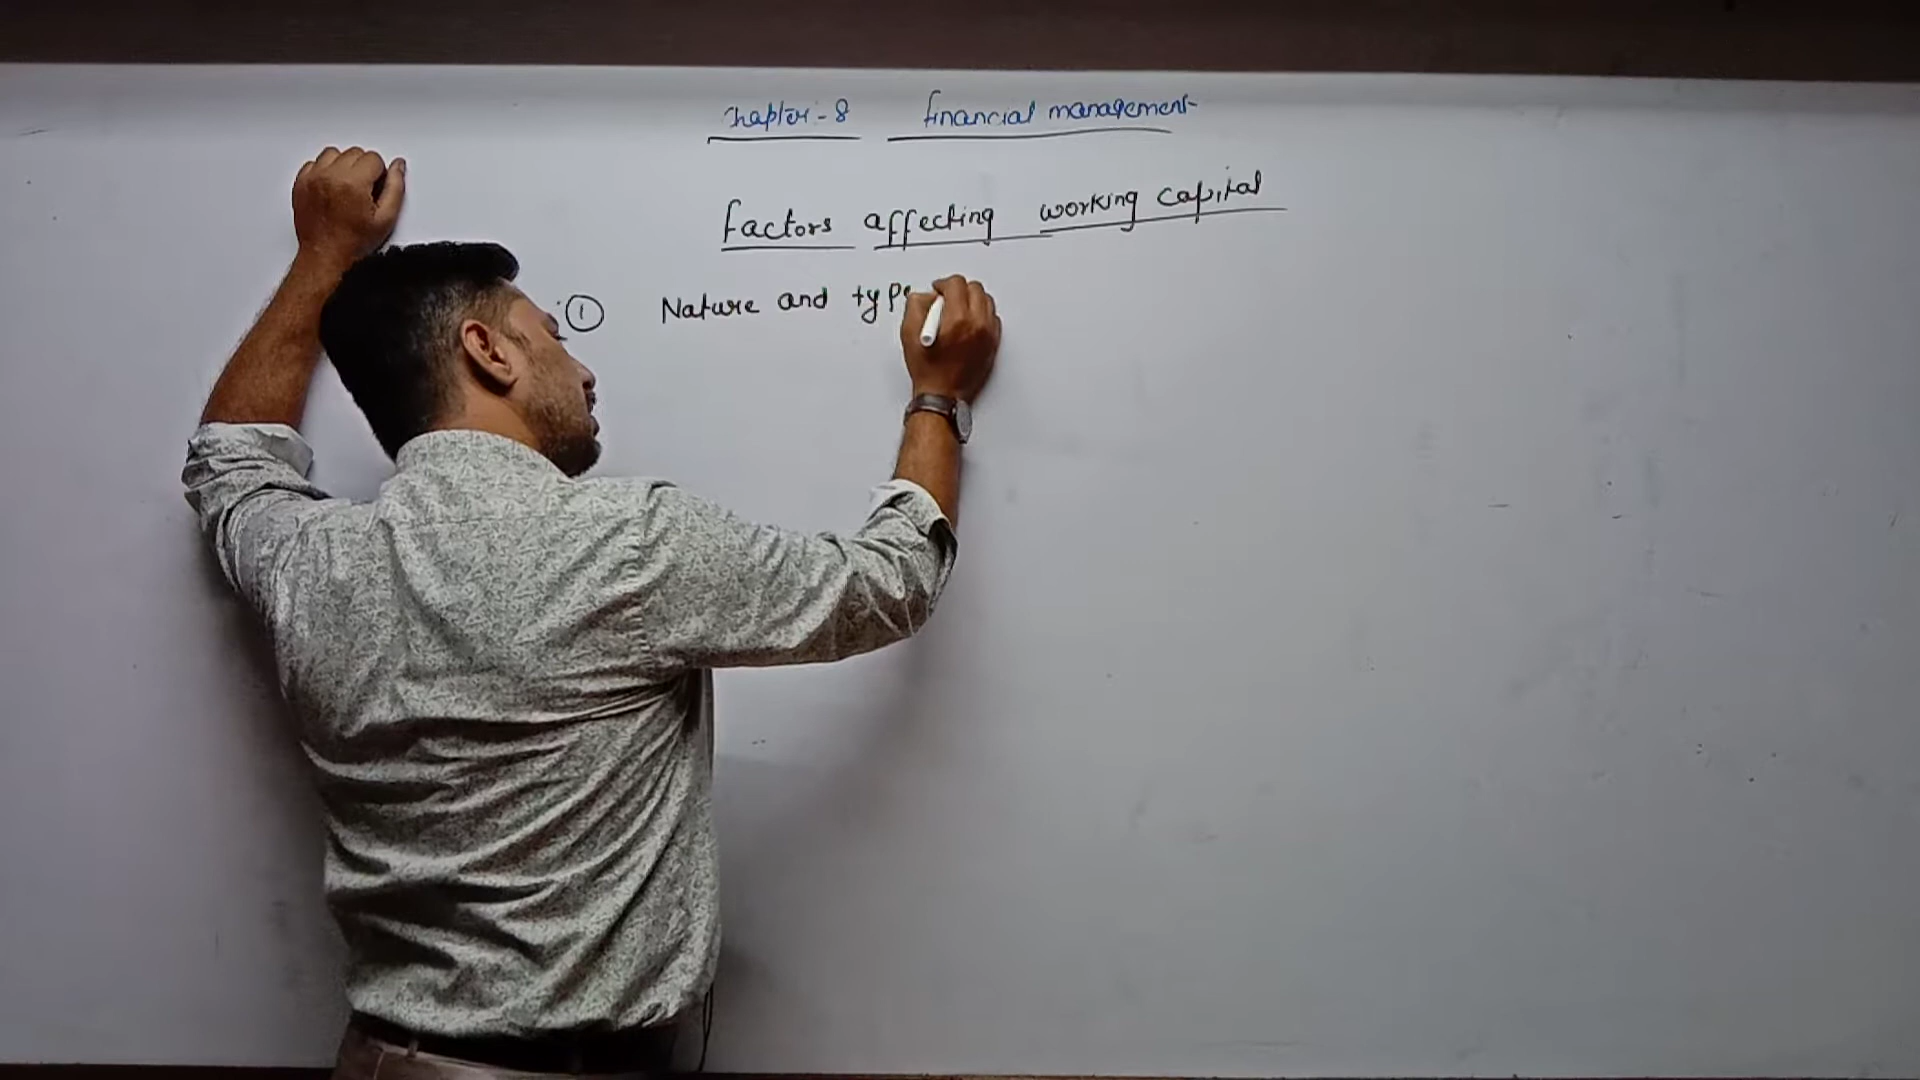 Chapter - 8 financial management
factors affecting working capital
① Nature and type